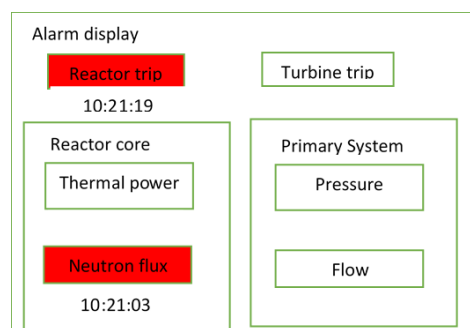 Alarm display
Reactor trip
Turbine trip
10:21:19
Reactor core
Primary System
Thermal power
Pressure
Neutron flux
Flow
10:21:03